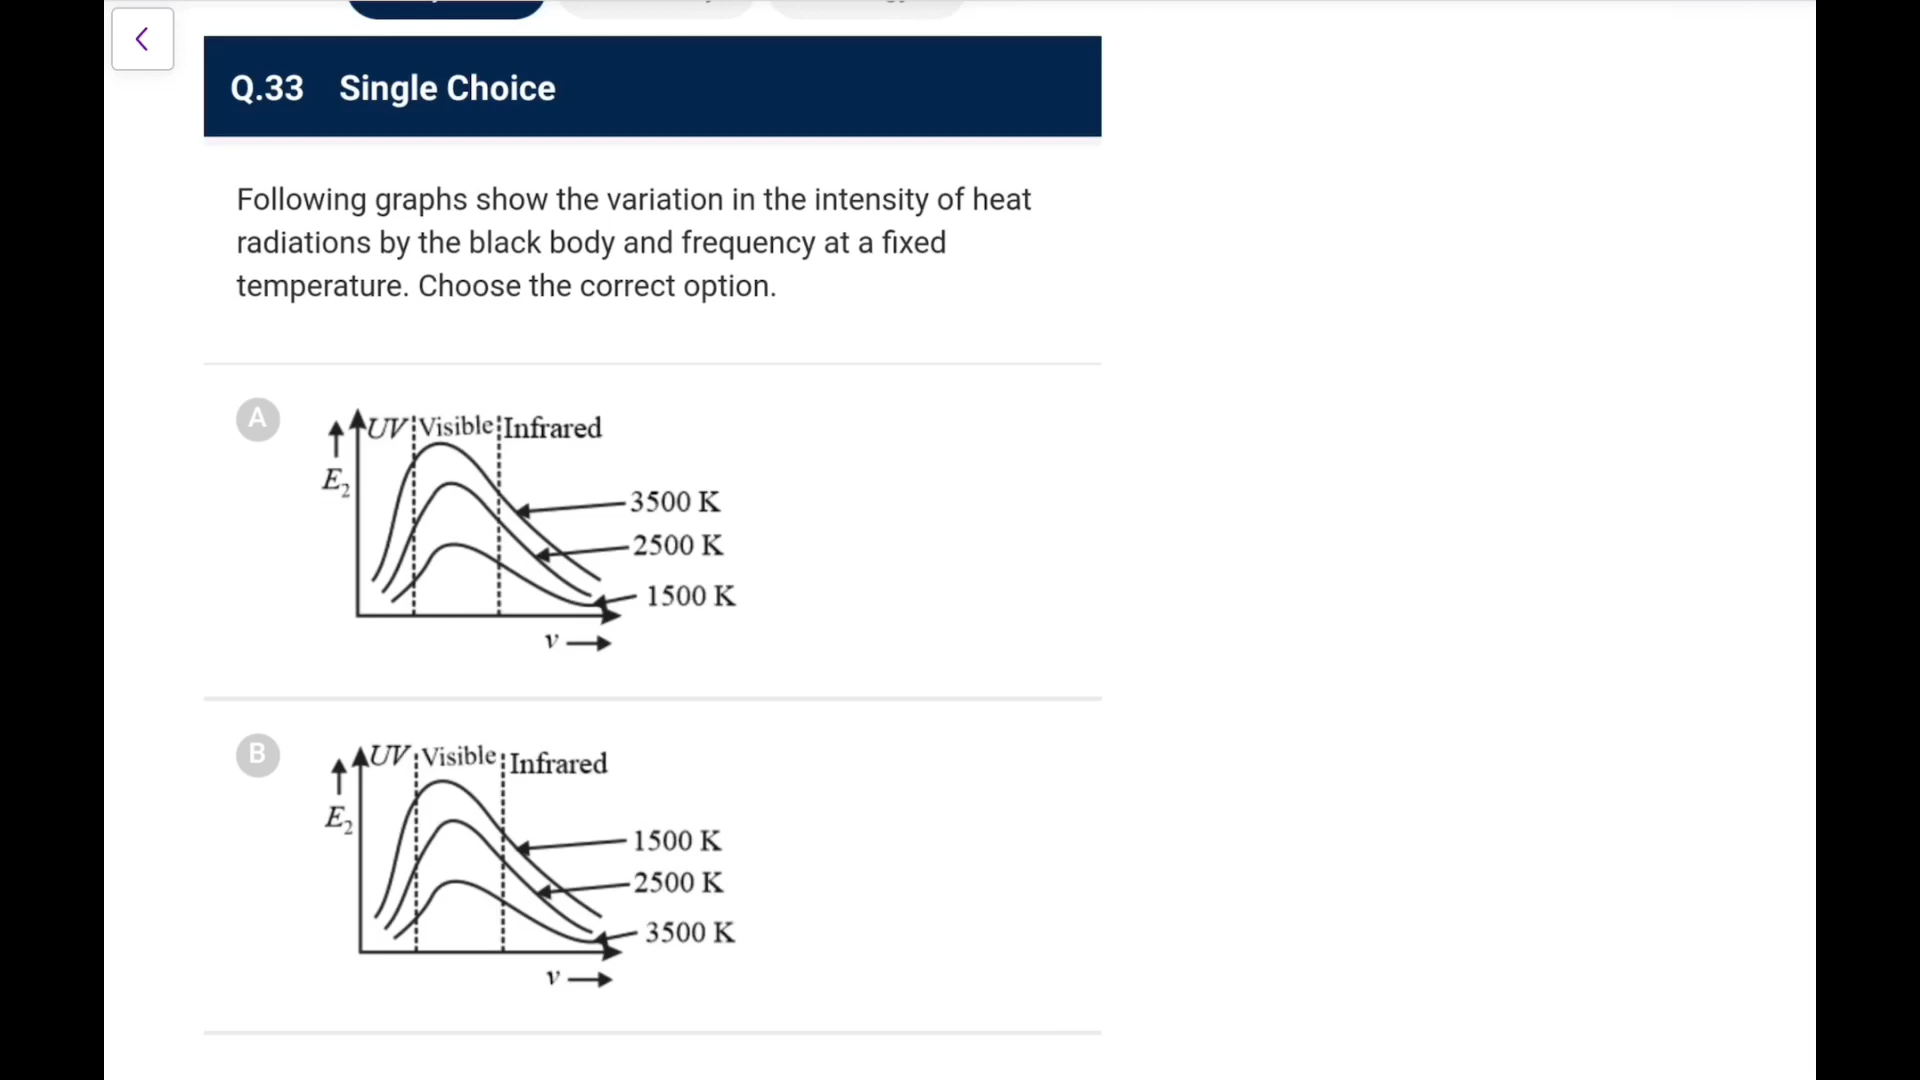 Q.33 Single Choice
Following graphs show the variation in the intensity of heat
radiations by the black body and frequency at a fixed
temperature. Choose the correct option.
A
UV Visible Infrared
E₂
3500 K
2500 K
1500 K
ν
B
UV Visible Infrared
E₂
1500 K
2500 K
3500 K
ν